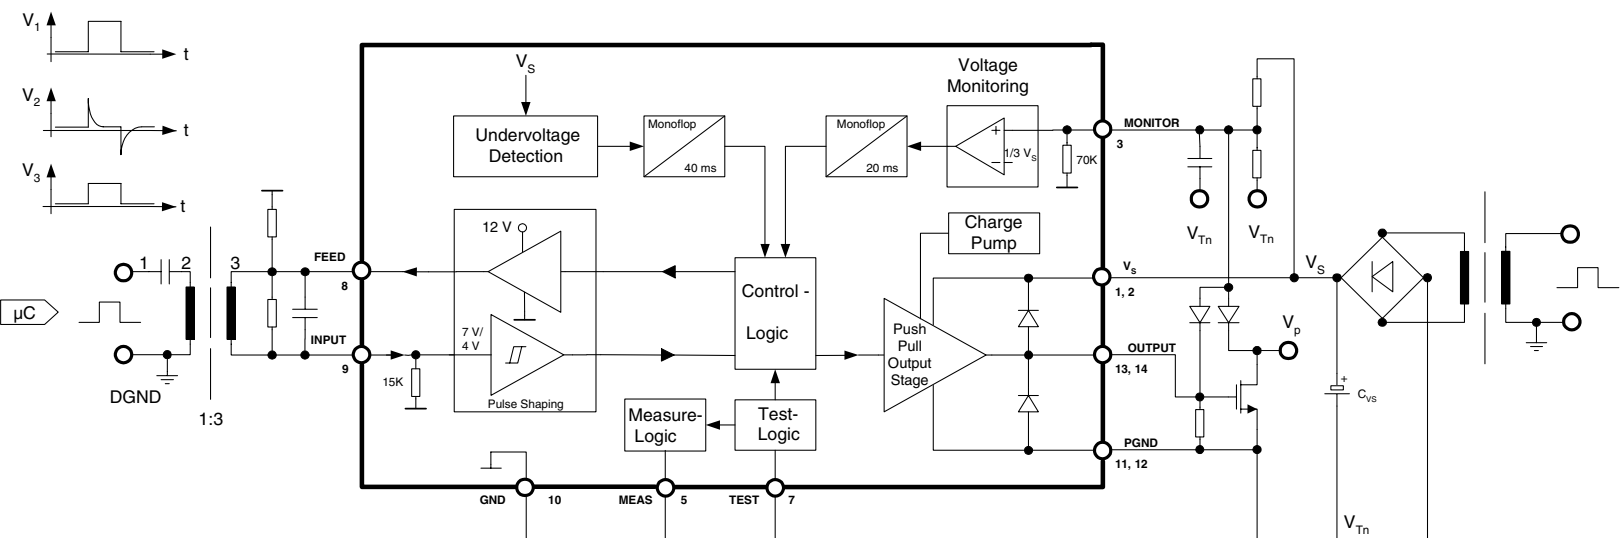 V1
t
V2
t
V3
t
µC
1
2
3
DGND
1:3
FEED
8
INPUT
9
15K
VS
Undervoltage
Detection
Monoflop
40 ms
Monoflop
20 ms
Voltage
Monitoring
+
1/3 VS
−
70K
12 V
7 V/
4 V
Pulse Shaping
Control -
Logic
Charge
Pump
Push
Pull
Output
Stage
Measure-
Logic
Test-
Logic
GND
10
MEAS
5
TEST
7
MONITOR
3
VS
1, 2
OUTPUT
13, 14
PGND
11, 12
VTn
VTn
VS
Vp
+
CVS
VTn